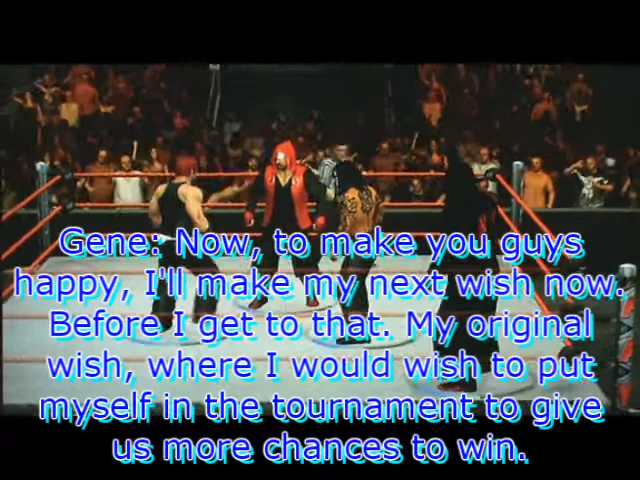 Gene: Now, to make you guys
happy, I'll make my next wish now.
Before I get to that. My original
wish, where I would wish to put
myself in the tournament to give
us more chances to win.